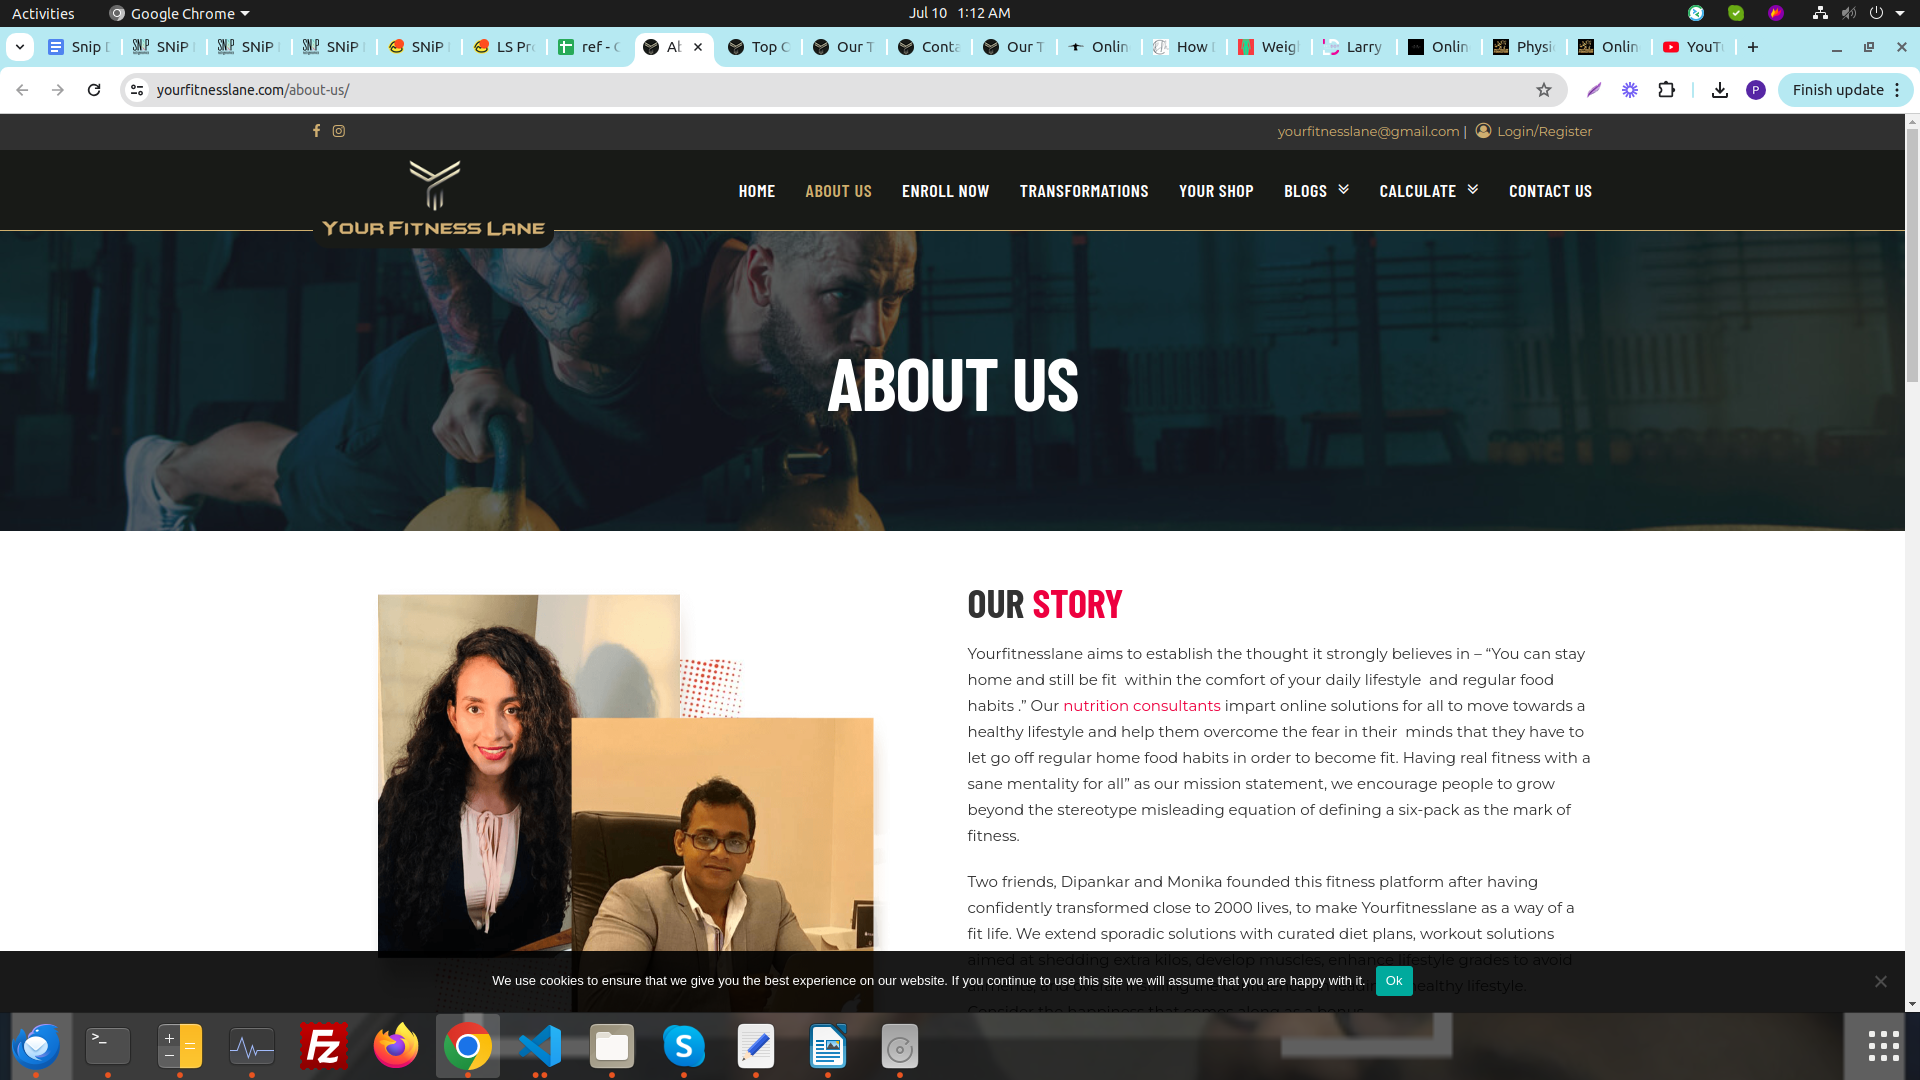 Activities
Google Chrome
Jul 10 1:12 AM
Snip D
SNiP
SNiP
SNiP
SNiP
LS Pro
ref - C
Ab
Top C
Our T
Conta
Our T
Onlin
How
Weigh
Larry
Onlin
Physi
Onlin
YouTu
yourfitnesslane.com/about-us/
P
Finish update
yourfitnesslane@gmail.com | Login/Register
YOUR FITNESS LANE
HOME
ABOUT US
ENROLL NOW
TRANSFORMATIONS
YOUR SHOP
BLOGS
CALCULATE
CONTACT US
ABOUT US
OUR STORY
Yourfitnesslane aims to establish the thought it strongly believes in – “You can stay
home and still be fit within the comfort of your daily lifestyle and regular food
habits .” Our nutrition consultants impart online solutions for all to move towards a
healthy lifestyle and help them overcome the fear in their minds that they have to
let go off regular home food habits in order to become fit. Having real fitness with a
sane mentality for all” as our mission statement, we encourage people to grow
beyond the stereotype misleading equation of defining a six-pack as the mark of
fitness.
Two friends, Dipankar and Monika founded this fitness platform after having
confidently transformed close to 2000 lives, to make Yourfitnesslane as a way of a
fit life. We extend sporadic solutions with curated diet plans, workout solutions
aimed at shedding extra kilos, develop muscles, enhance lifestyle grades to avoid
We use cookies to ensure that we give you the best experience on our website. If you continue to use this site we will assume that you are happy with it.
Ok
healthy lifestyle.